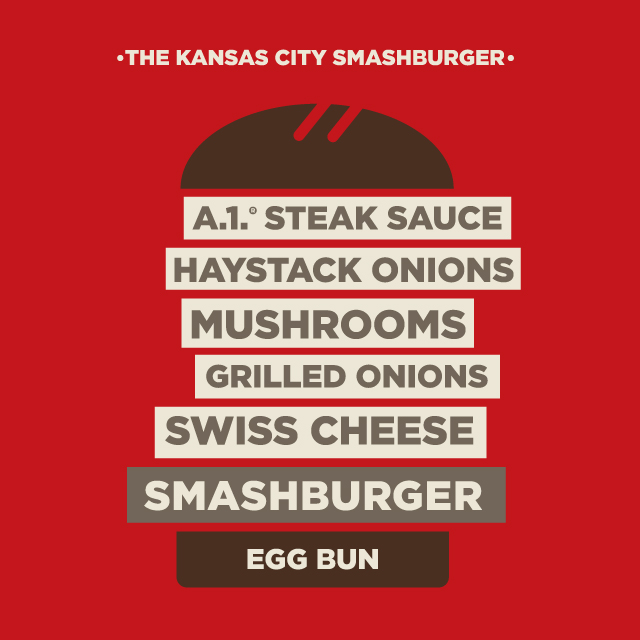 •THE KANSAS CITY SMASHBURGER•
A.1.® STEAK SAUCE
HAYSTACK ONIONS
MUSHROOMS
GRILLED ONIONS
SWISS CHEESE
SMASHBURGER
EGG BUN